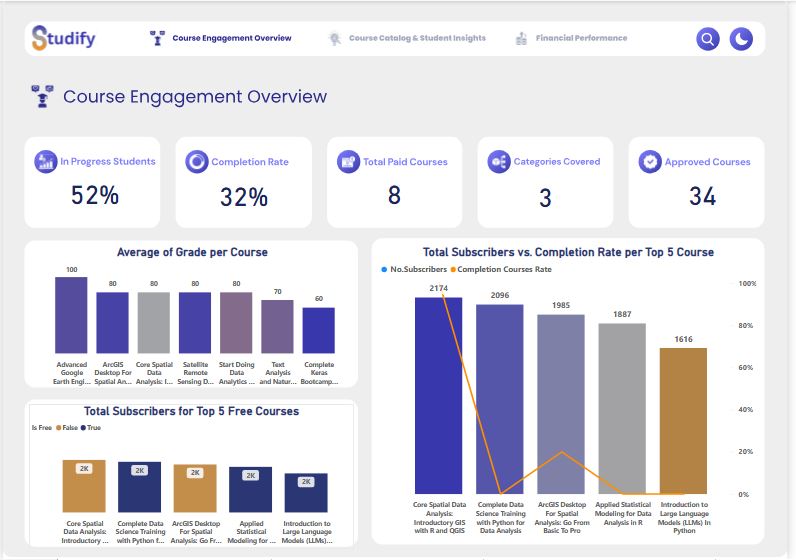 Studify
Course Engagement Overview
Course Catalog & Student Insights
Financial Performance
Course Engagement Overview
In Progress Students
52%
Completion Rate
32%
Total Paid Courses
8
Categories Covered
3
Approved Courses
34
Average of Grade per Course
100
80
80
80
80
70
60
Advanced
Google
Earth Engi...
ArcGIS
Desktop For
Spatial An...
Core Spatial
Data
Analysis: I...
Satellite
Remote
Sensing D...
Start Doing
Data
Analytics ...
Text
Analysis
and Natur...
Complete
Keras
Bootcamp...
Total Subscribers for Top 5 Free Courses
Is Free False True
2K
2K
2K
2K
2K
Core Spatial
Data Analysis:
Introductory ...
Complete Data
Science Training
with Python f...
ArcGIS Desktop
For Spatial
Analysis: Go Fr...
Applied
Statistical
Modeling for ...
Introduction to
Large Language
Models (LLMs)...
Total Subscribers vs. Completion Rate per Top 5 Course
No.Subscribers Completion Courses Rate
2174
2096
1985
1887
1616
100%
80%
60%
40%
20%
0%
Core Spatial Data
Analysis:
Introductory GIS
with R and QGIS
Complete Data
Science Training
with Python for
Data Analysis
ArcGIS Desktop
For Spatial
Analysis: Go From
Basic To Pro
Applied Statistical
Modeling for Data
Analysis in R
Introduction to
Large Language
Models (LLMs) In
Python